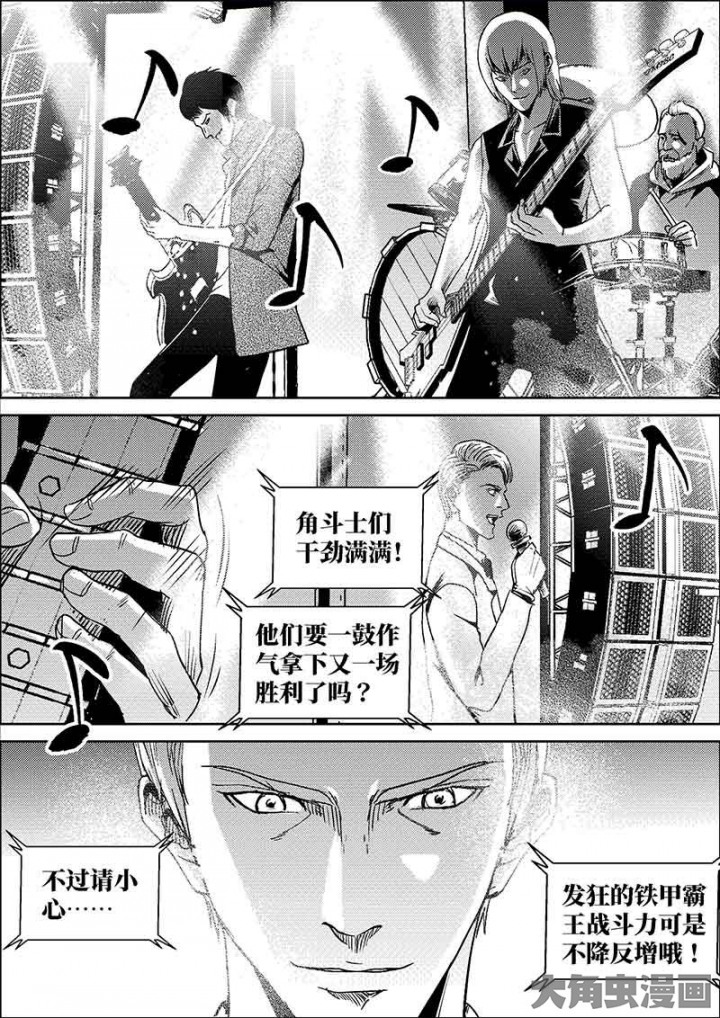 角斗士们
干劲满满！
他们要一鼓作
气拿下又一场
胜利了吗？
不过请小
心……
发狂的铁甲霸
王战斗力可是
不降反增哦！
大角虫漫画